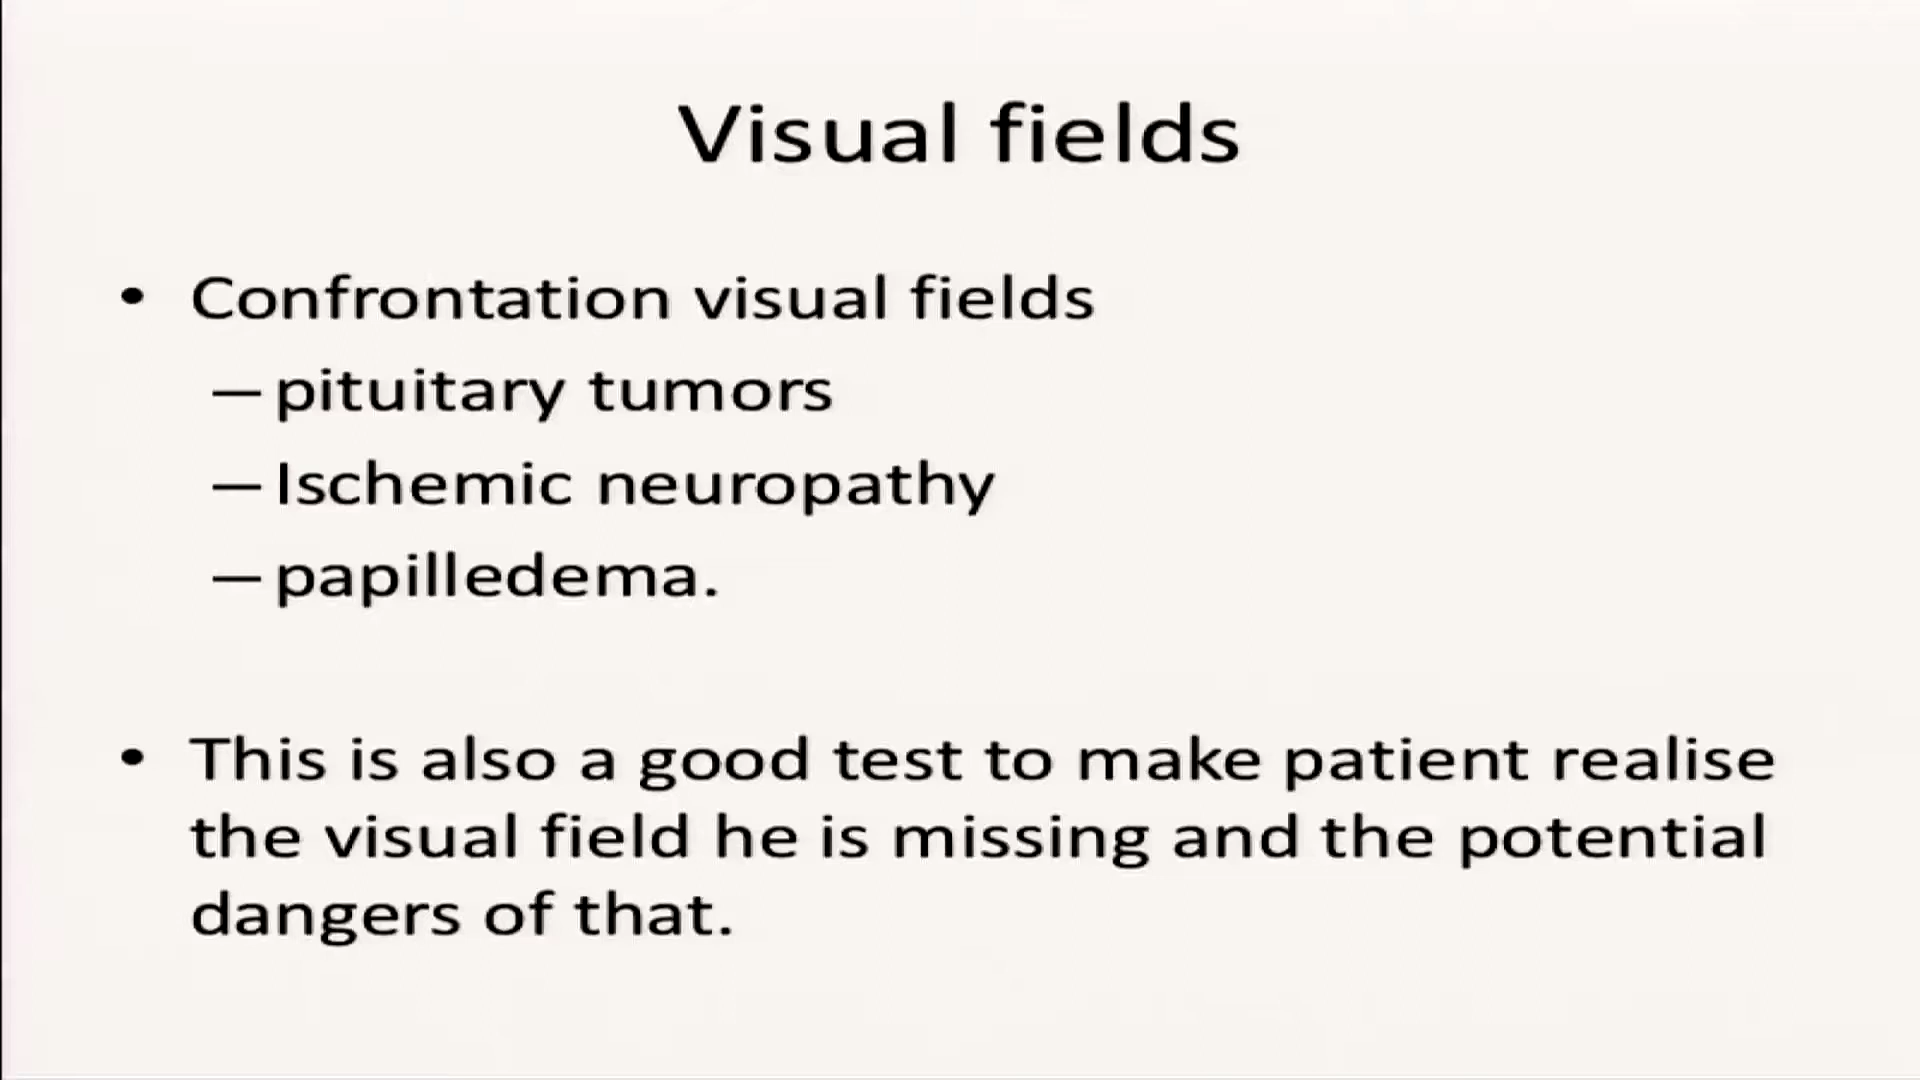 Visual fields
• Confrontation visual fields
– pituitary tumors
– Ischemic neuropathy
– papilledema.
• This is also a good test to make patient realise
the visual field he is missing and the potential
dangers of that.